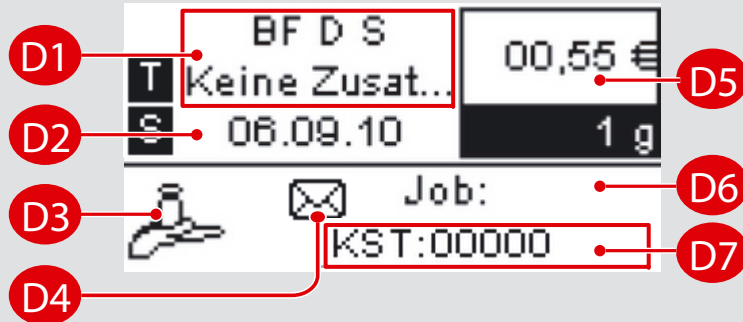 D1
BF D S
T
Keine Zusat...
00,55 €
D5
D2
S
06.09.10
1 g
D3
D4
Job:
D6
KST:00000
D7